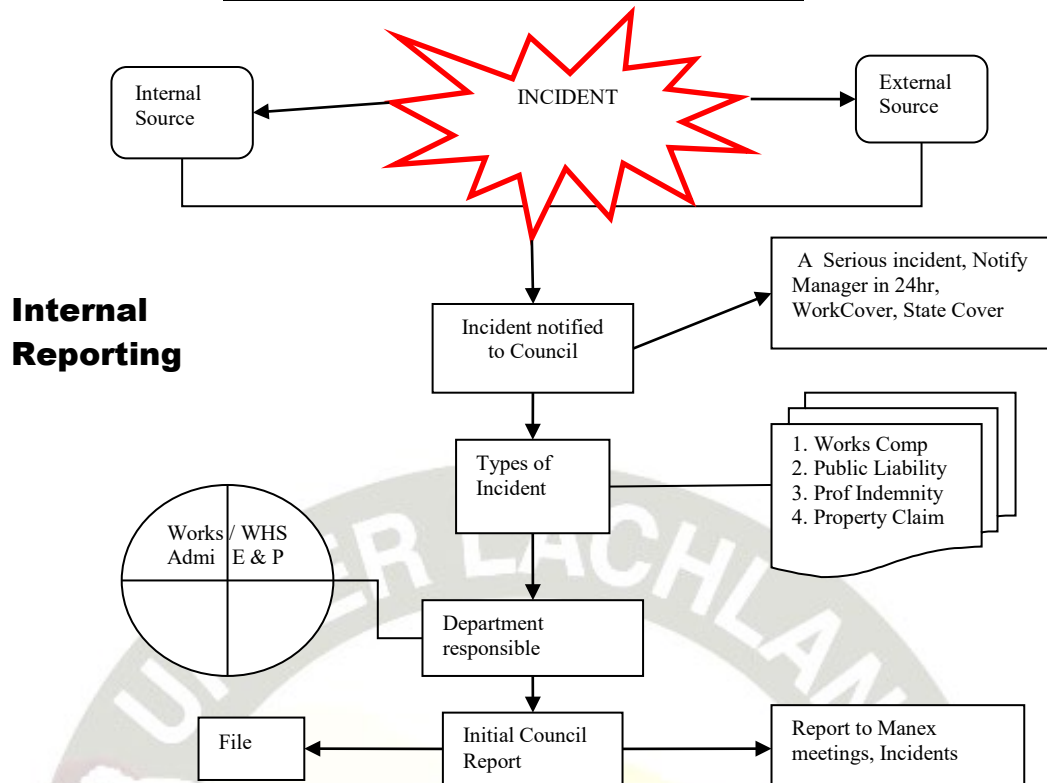 INCIDENT
Internal
Source
External
Source
A Serious incident, Notify
Manager in 24hr,
WorkCover, State Cover
Internal
Reporting
Incident notified
to Council
Types of
Incident
1. Works Comp
2. Public Liability
3. Prof Indemnity
4. Property Claim
Works / WHS
Admi E & P
Department
responsible
File
Initial Council
Report
Report to Manex
meetings, Incidents
UPPER LACHLAN